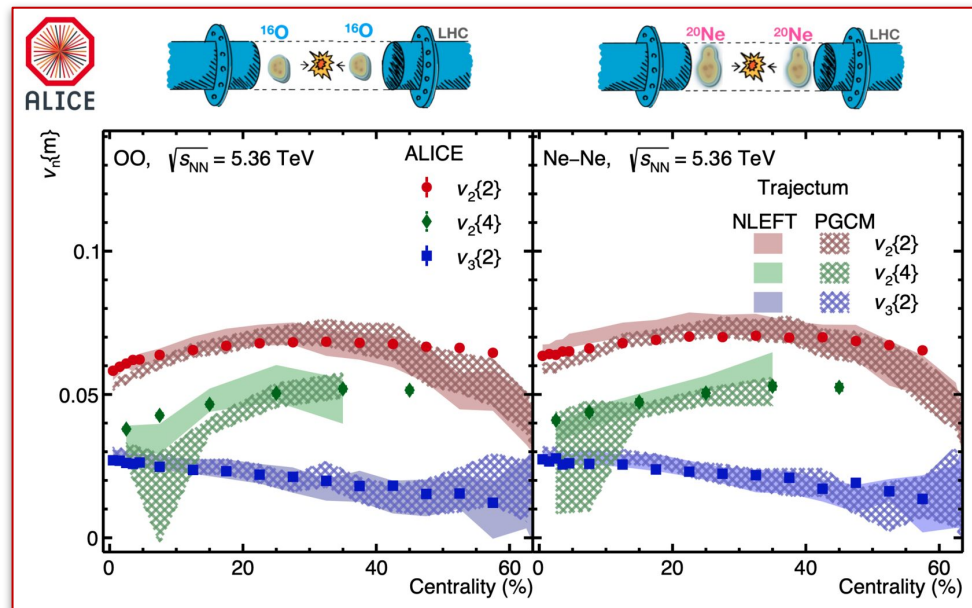 ALICE
¹⁶O
¹⁶O
LHC
²⁰Ne
²⁰Ne
LHC
vₙ{m}
OO, √sNN = 5.36 TeV
ALICE
v₂{2}
v₂{4}
v₃{2}
Ne–Ne, √sNN = 5.36 TeV
Trajectum
NLEFT PGCM
v₂{2}
v₂{4}
v₃{2}
0.1
0.05
0
0 20 40 60
Centrality (%)
0 20 40 60
Centrality (%)